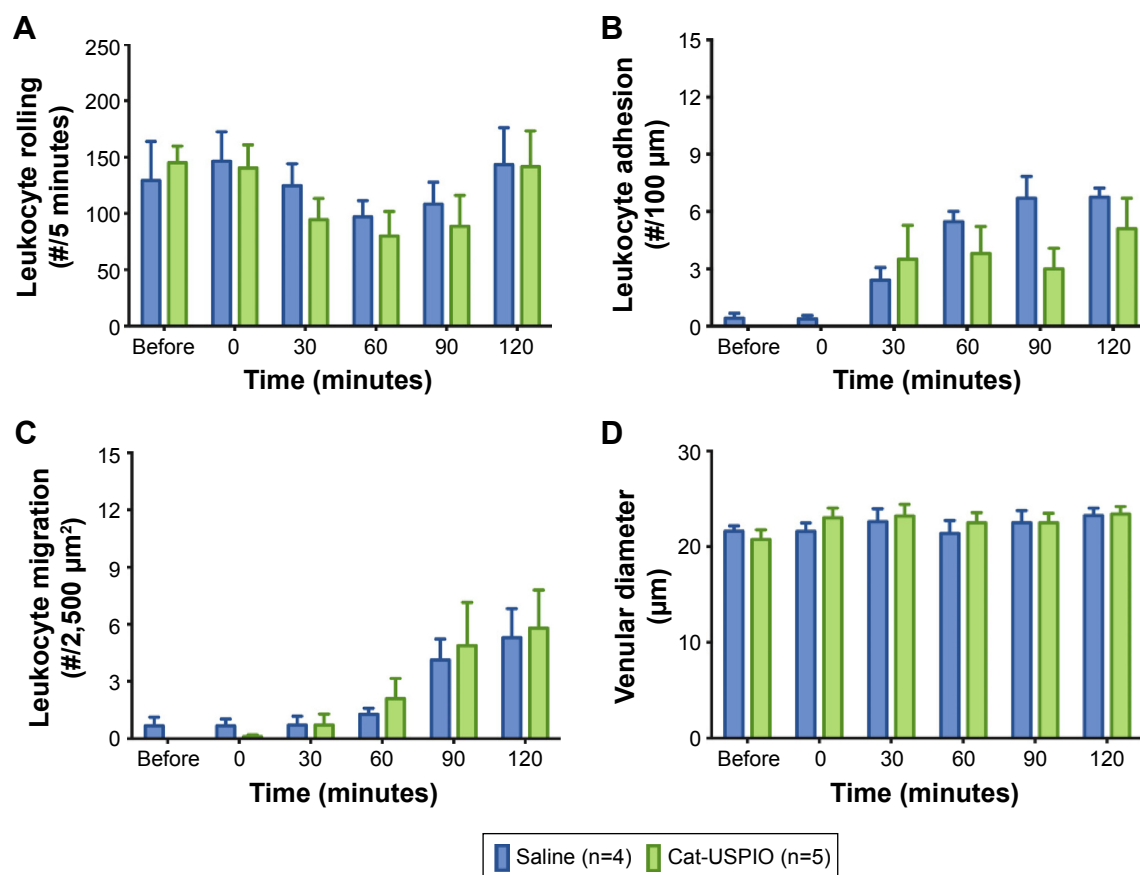 A
Leukocyte rolling
(#/5 minutes)
250
200
150
100
50
0
Before 0 30 60 90 120
Time (minutes)
B
Leukocyte adhesion
(#/100 µm)
15
12
9
6
3
0
Before 0 30 60 90 120
Time (minutes)
C
Leukocyte migration
(#/2,500 µm²)
15
12
9
6
3
0
Before 0 30 60 90 120
Time (minutes)
D
Venular diameter
(µm)
30
20
10
0
Before 0 30 60 90 120
Time (minutes)
Saline (n=4) Cat-USPIO (n=5)